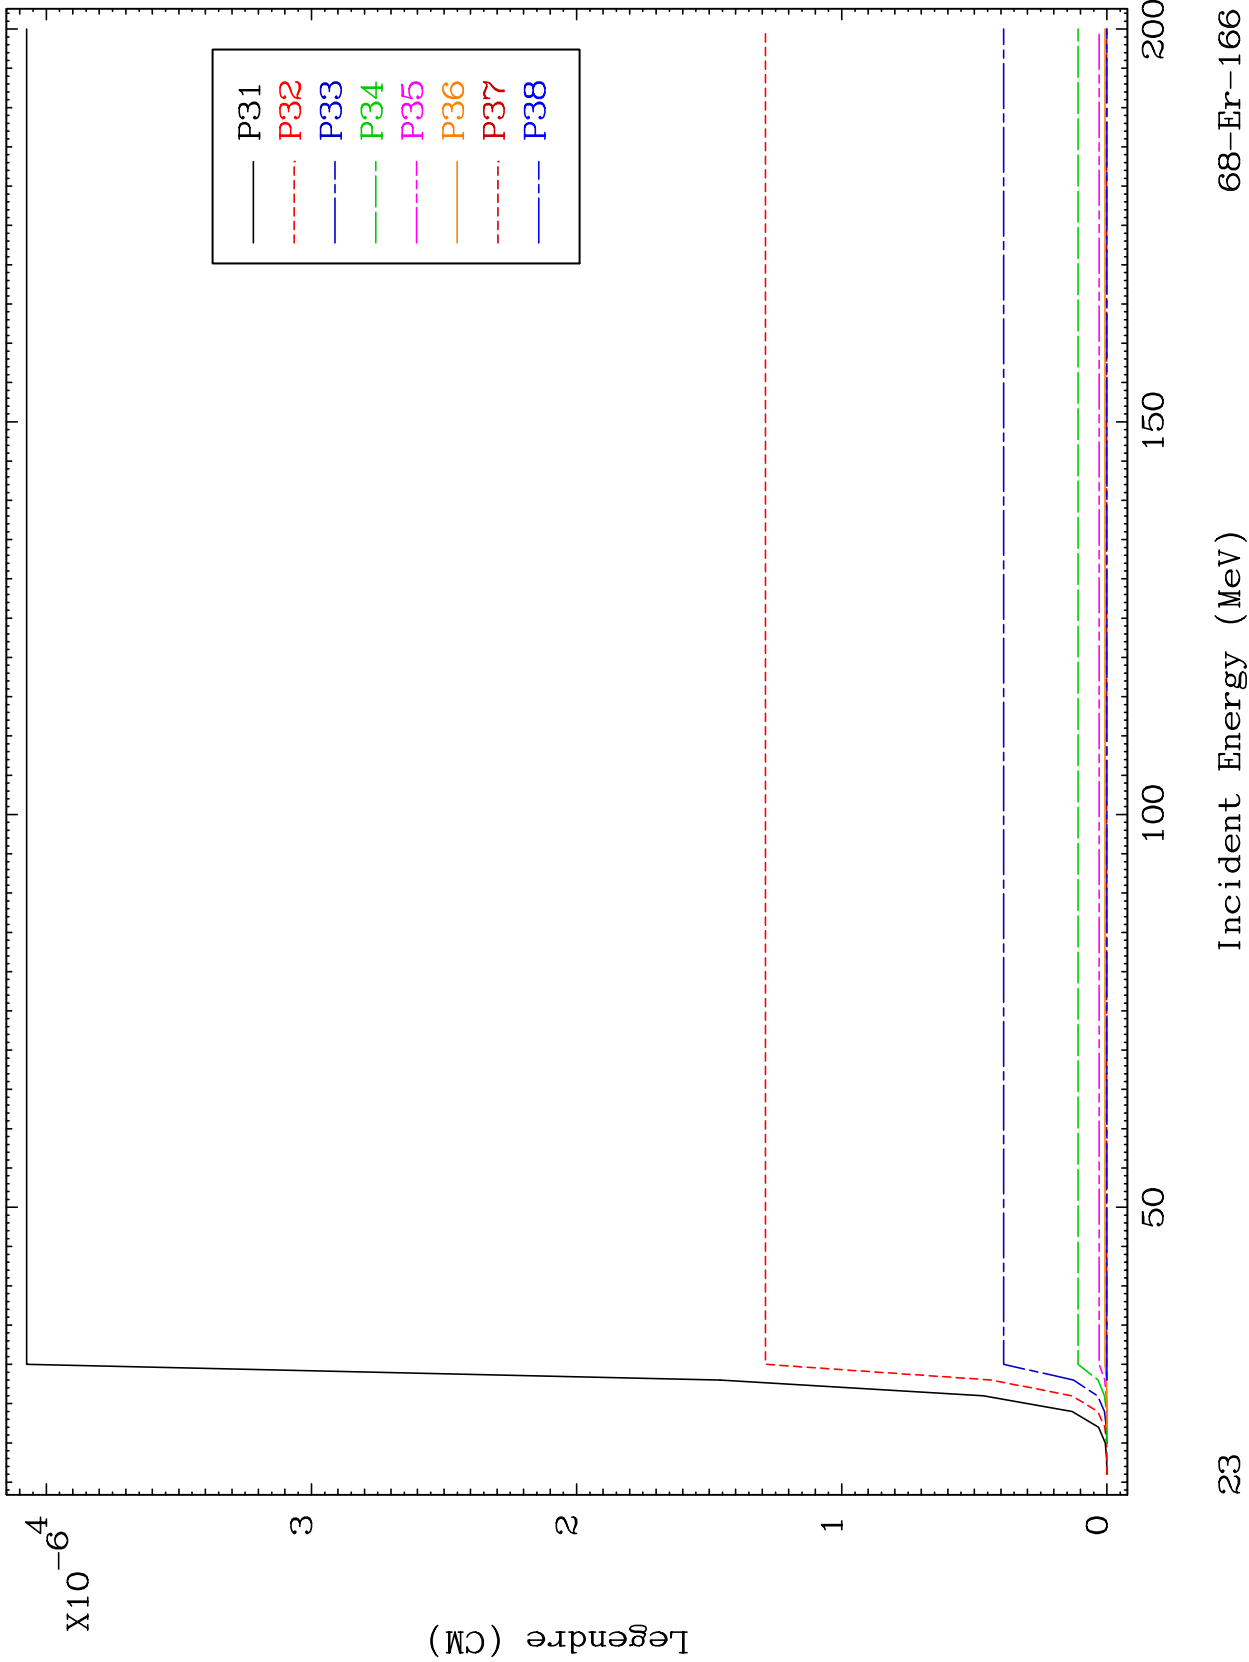 X10-6
4
3
2
1
0
Legendre (CM)
P31
P32
P33
P34
P35
P36
P37
P38
50
100
150
200
Incident Energy (MeV)
23
68-Er-166